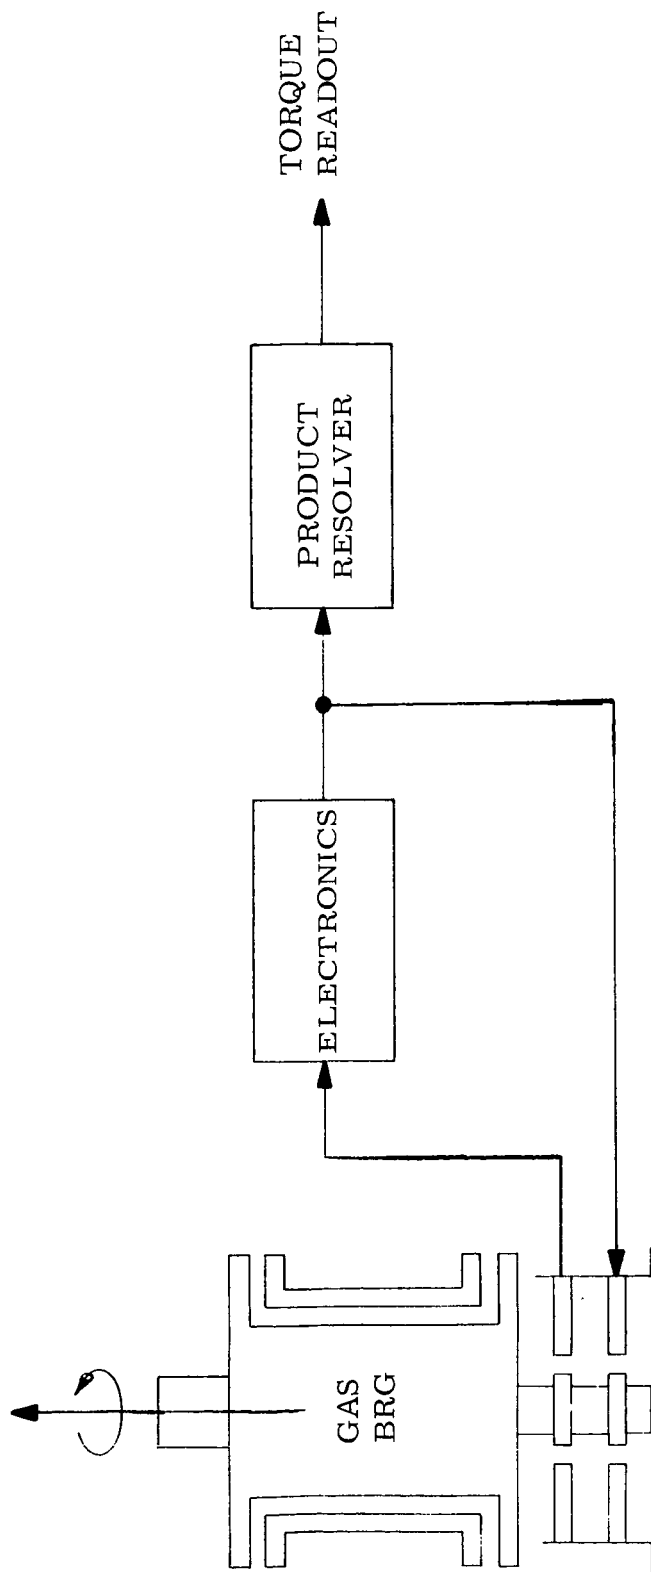 GAS
BRG
ELECTRONICS
PRODUCT
RESOLVER
TORQUE
READOUT